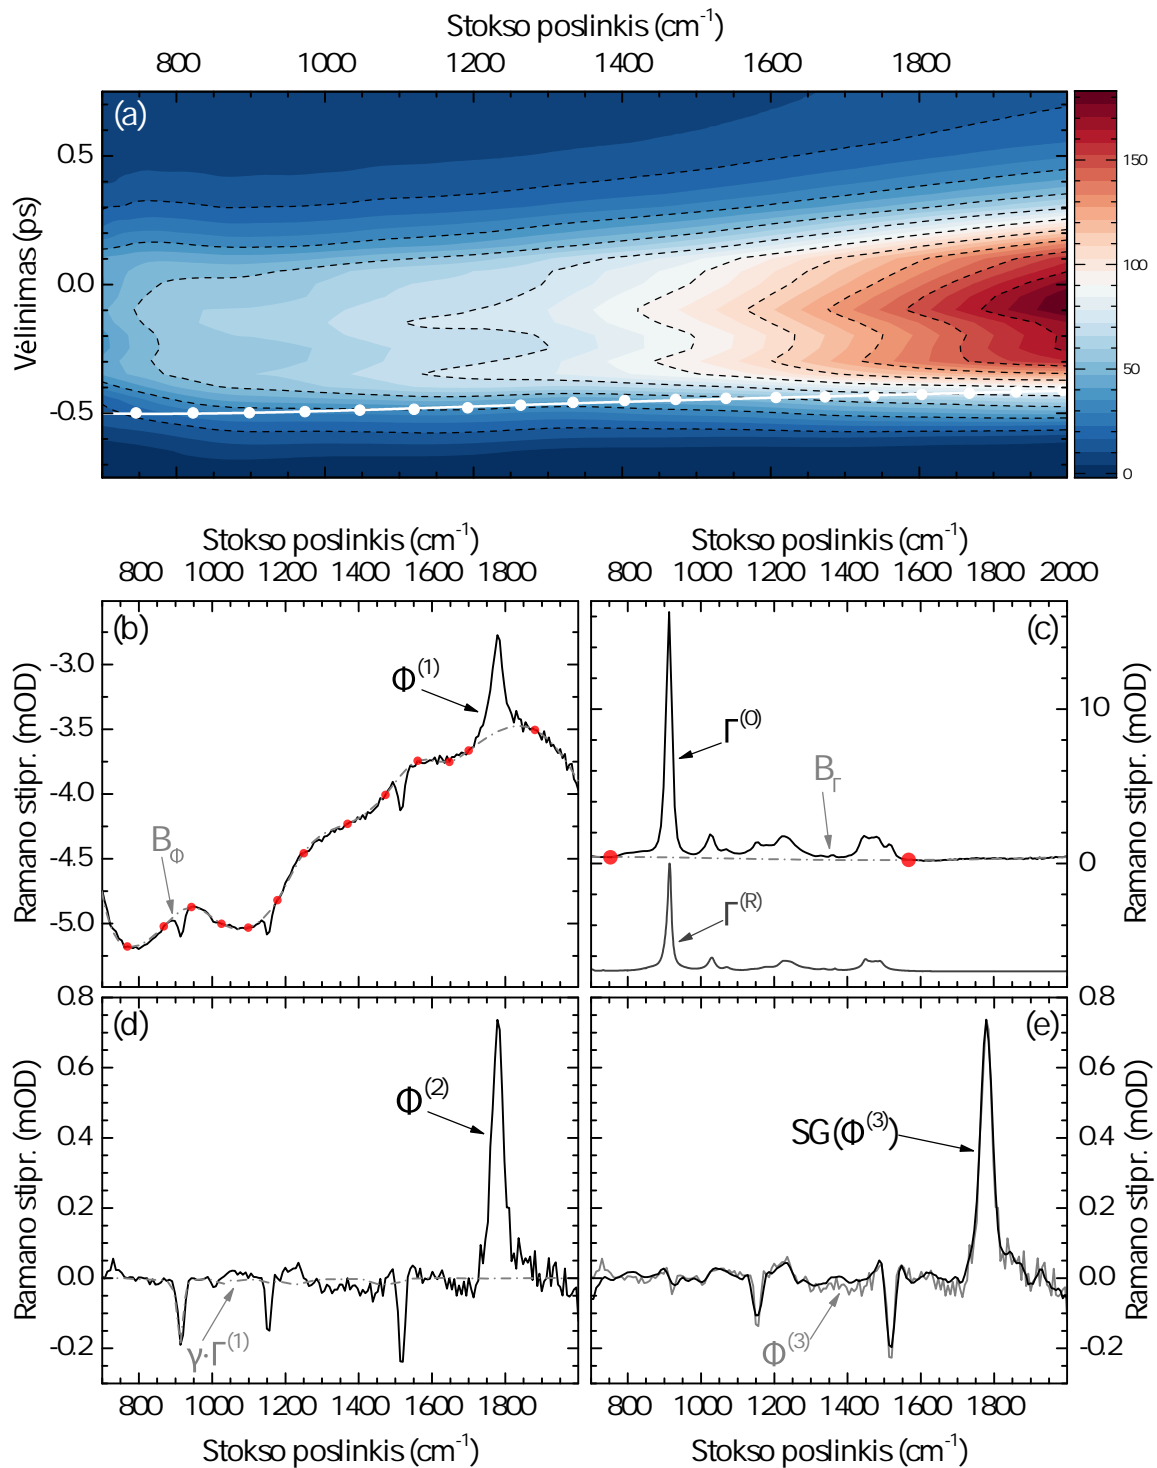 Stokso poslinkis (cm⁻¹)
800 1000 1200 1400 1600 1800
(a)
Vėlinimas (ps)
0.5
0.0
-0.5
150
100
50
0
Stokso poslinkis (cm⁻¹)
800 1000 1200 1400 1600 1800
(b)
Ramano stipr. (mOD)
-3.0
-3.5
-4.0
-4.5
-5.0
Φ⁽¹⁾
B_Φ
Stokso poslinkis (cm⁻¹)
800 1000 1200 1400 1600 1800 2000
(c)
Γ⁽⁰⁾
B_Γ
Γ⁽ᴿ⁾
10
0
Ramano stipr. (mOD)
(d)
Ramano stipr. (mOD)
0.8
0.6
0.4
0.2
0.0
-0.2
Φ⁽²⁾
γ·Γ⁽¹⁾
800 1000 1200 1400 1600 1800
Stokso poslinkis (cm⁻¹)
(e)
SG(Φ⁽³⁾)
Φ⁽³⁾
0.8
0.6
0.4
0.2
0.0
-0.2
Ramano stipr. (mOD)
800 1000 1200 1400 1600 1800
Stokso poslinkis (cm⁻¹)